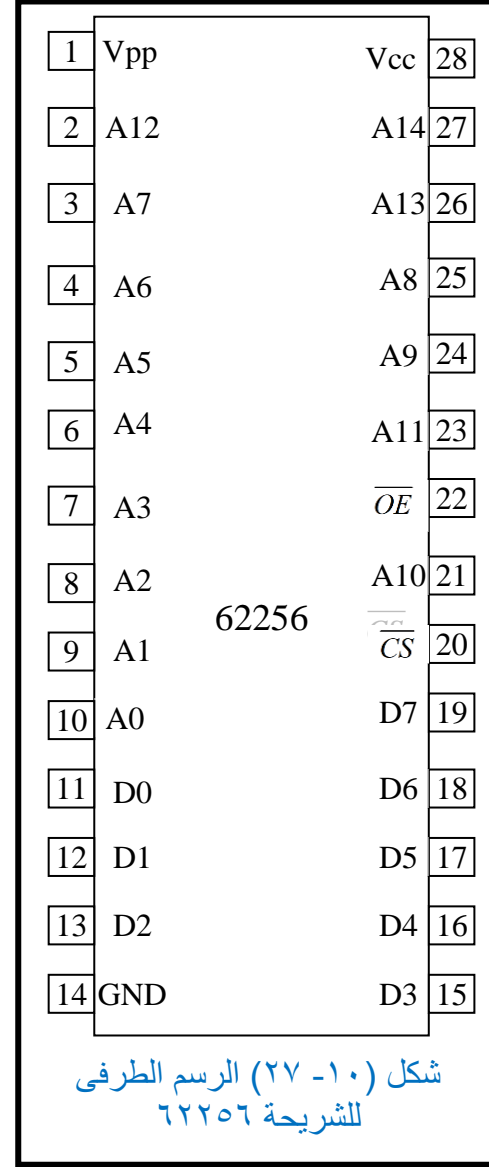 1 Vpp Vcc 28
2 A12 A14 27
3 A7 A13 26
4 A6 A8 25
5 A5 A9 24
6 A4 A11 23
7 A3 OE 22
8 A2 A10 21
62256
9 A1 CS 20
10 A0 D7 19
11 D0 D6 18
12 D1 D5 17
13 D2 D4 16
14 GND D3 15
شكل (١٠- ٢٧) الرسم الطرفى
للشريحة ٦٢٢٥٦